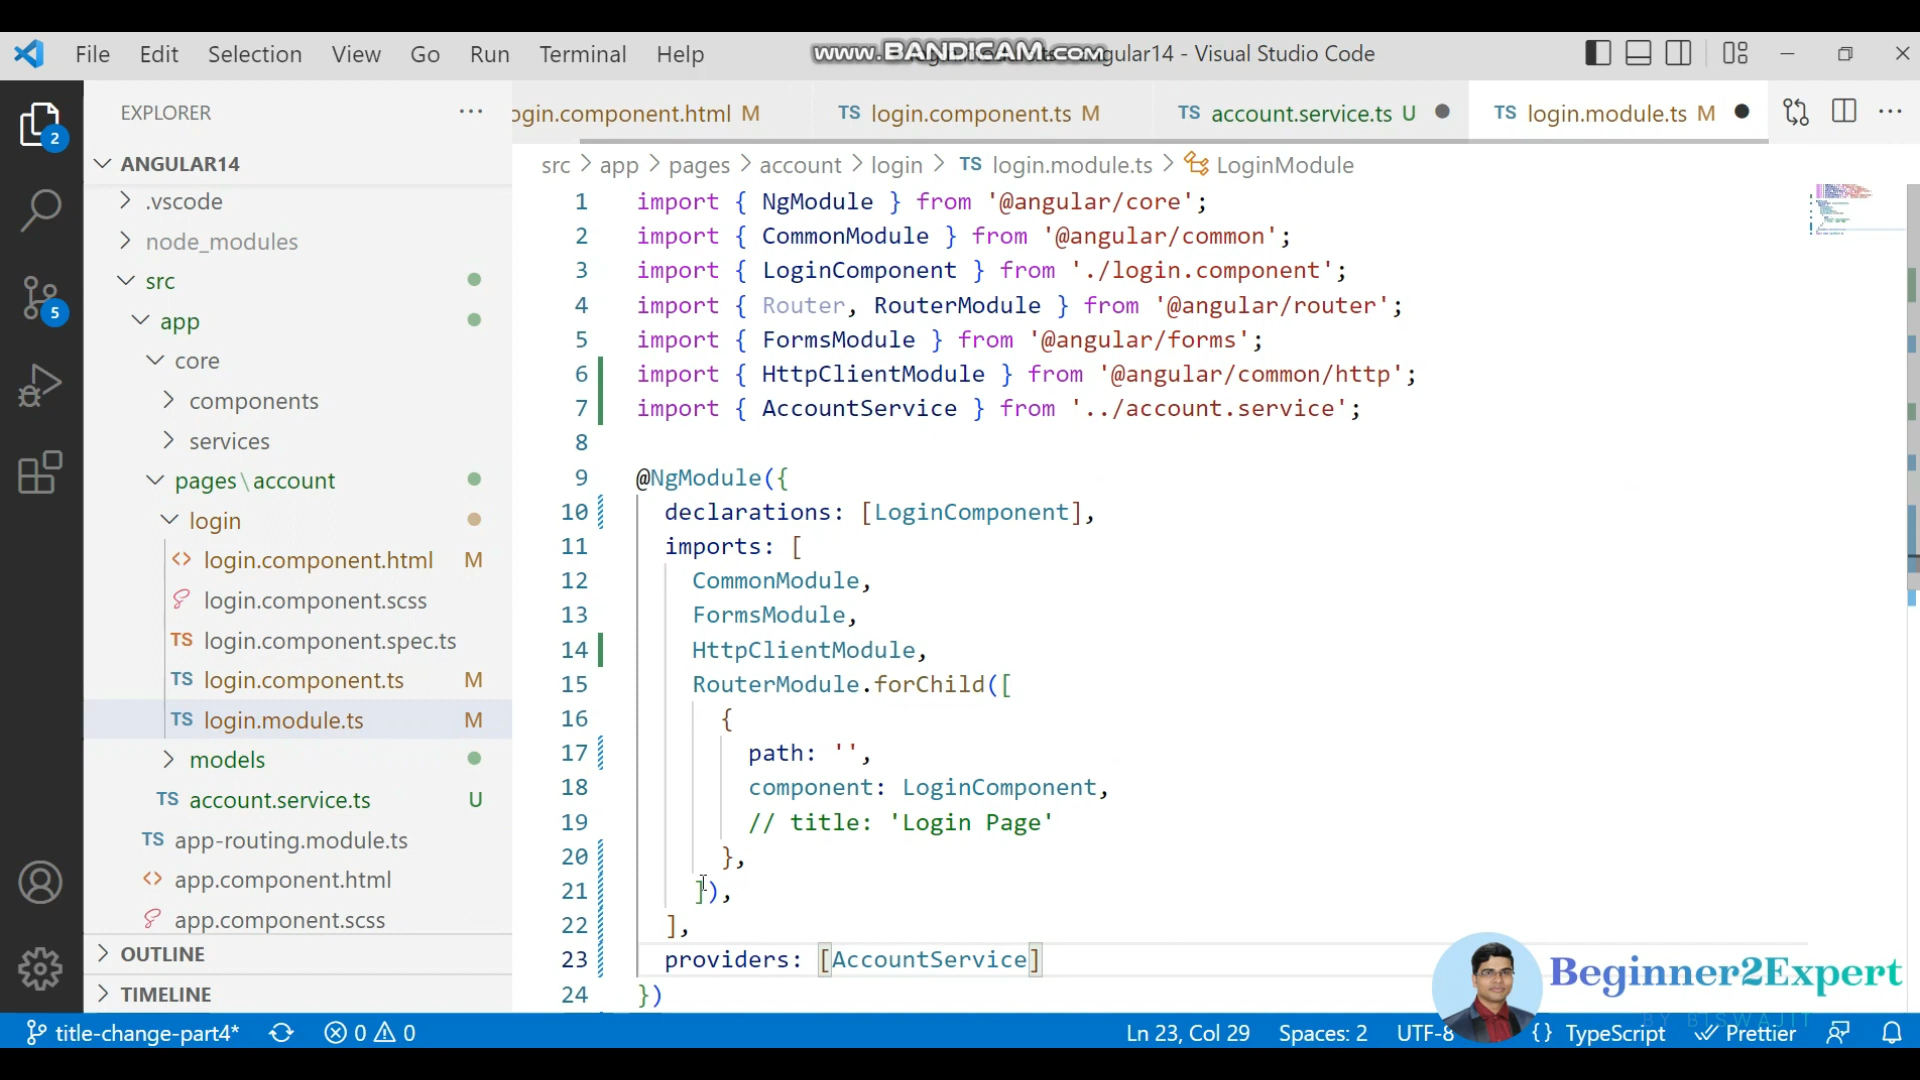 File Edit Selection View Go Run Terminal Help www.BANDICAM.com Angular14 - Visual Studio Code
EXPLORER
ogin.component.html M TS login.component.ts M TS account.service.ts U TS login.module.ts M
src > app > pages > account > login > TS login.module.ts > LoginModule
2
5
ANGULAR14
.vscode
node_modules
src
app
core
components
services
pages\account
login
login.component.html M
login.component.scss
TS login.component.spec.ts
TS login.component.ts M
TS login.module.ts M
models
TS account.service.ts U
TS app-routing.module.ts
app.component.html
app.component.scss
OUTLINE
TIMELINE
1 import { NgModule } from '@angular/core';
2 import { CommonModule } from '@angular/common';
3 import { LoginComponent } from './login.component';
4 import { Router, RouterModule } from '@angular/router';
5 import { FormsModule } from '@angular/forms';
6 import { HttpClientModule } from '@angular/common/http';
7 import { AccountService } from '../account.service';
8
9 @NgModule({
10 declarations: [LoginComponent],
11 imports: [
12 CommonModule,
13 FormsModule,
14 HttpClientModule,
15 RouterModule.forChild([
16 {
17 path: '',
18 component: LoginComponent,
19 // title: 'Login Page'
20 },
21 ]),
22 ],
23 providers: [AccountService]
24 })
Beginner2Expert
BY BISWAJIT
title-change-part4* 0 0 Ln 23, Col 29 Spaces: 2 UTF-8 {} TypeScript Prettier